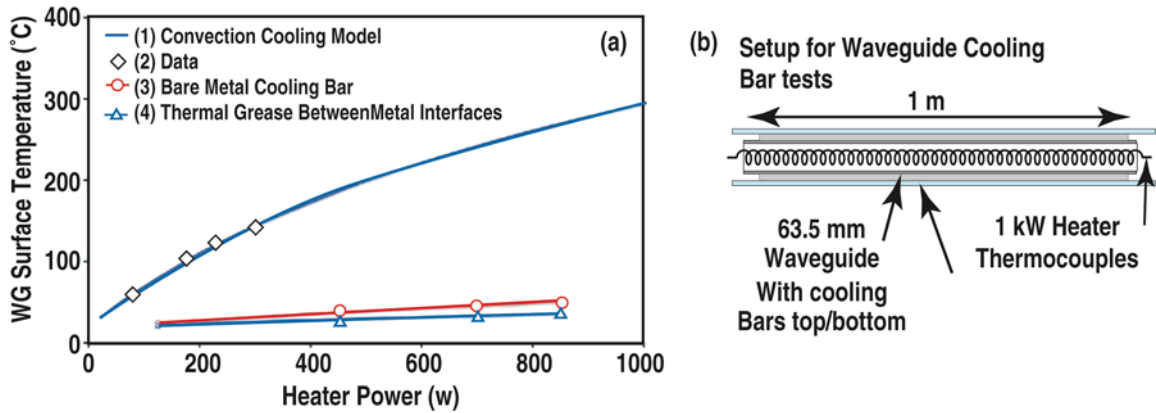 400
300
200
100
0
WG Surface Temperature (˚C)
(1) Convection Cooling Model
(2) Data
(3) Bare Metal Cooling Bar
(4) Thermal Grease BetweenMetal Interfaces
(a)
0 200 400 600 800 1000
Heater Power (w)
(b) Setup for Waveguide Cooling
Bar tests
1 m
63.5 mm
Waveguide
With cooling
Bars top/bottom
1 kW Heater
Thermocouples